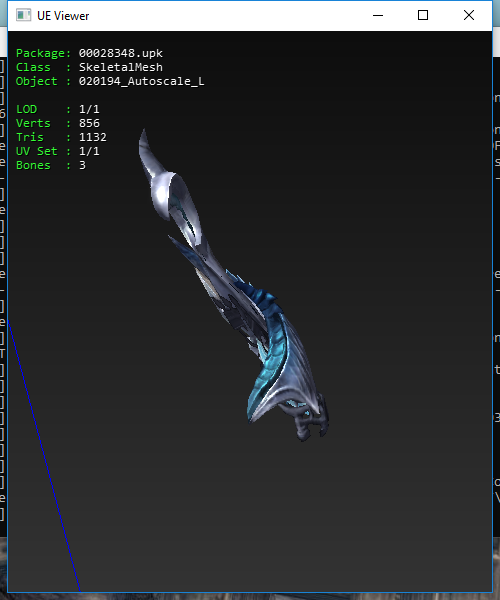 UE Viewer
Package: 00028348.upk
Class  : SkeletalMesh
Object : 020194_Autoscale_L
LOD    : 1/1
Verts  : 856
Tris   : 1132
UV Set : 1/1
Bones  : 3